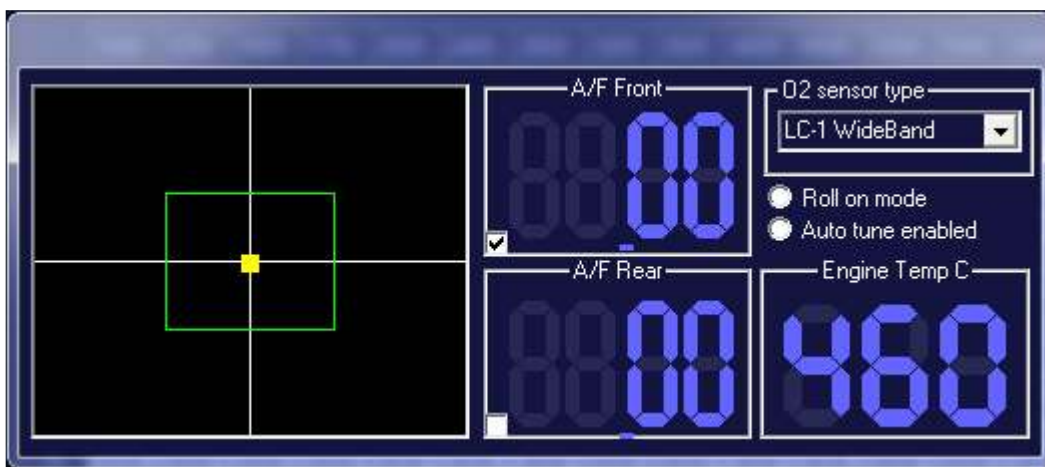 A/F Front
.00
O2 sensor type
LC-1 WideBand
Roll on mode
Auto tune enabled
A/F Rear
.00
Engine Temp C
460